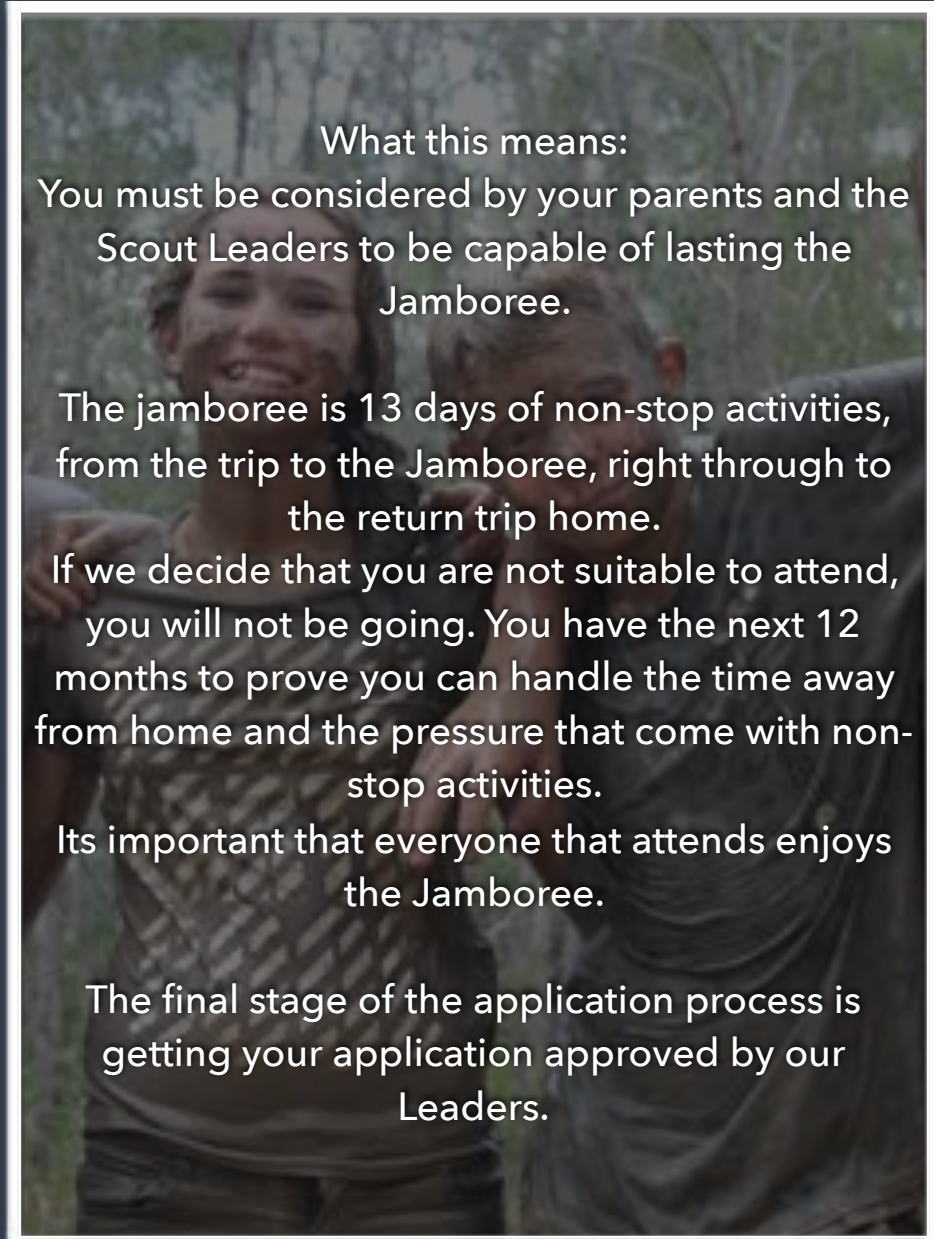 What this means:
You must be considered by your parents and the
Scout Leaders to be capable of lasting the
Jamboree.
The jamboree is 13 days of non-stop activities,
from the trip to the Jamboree, right through to
the return trip home.
If we decide that you are not suitable to attend,
you will not be going. You have the next 12
months to prove you can handle the time away
from home and the pressure that come with non-
stop activities.
Its important that everyone that attends enjoys
the Jamboree.
The final stage of the application process is
getting your application approved by our
Leaders.